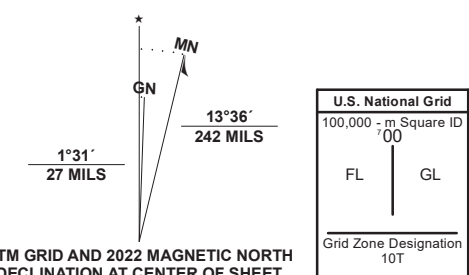 ★
MN
GN
13°36´
242 MILS
1°31´
27 MILS
TM GRID AND 2022 MAGNETIC NORTH
DECLINATION AT CENTER OF SHEET
U.S. National Grid
100,000 - m Square ID
⁷00
FL GL
Grid Zone Designation
10T